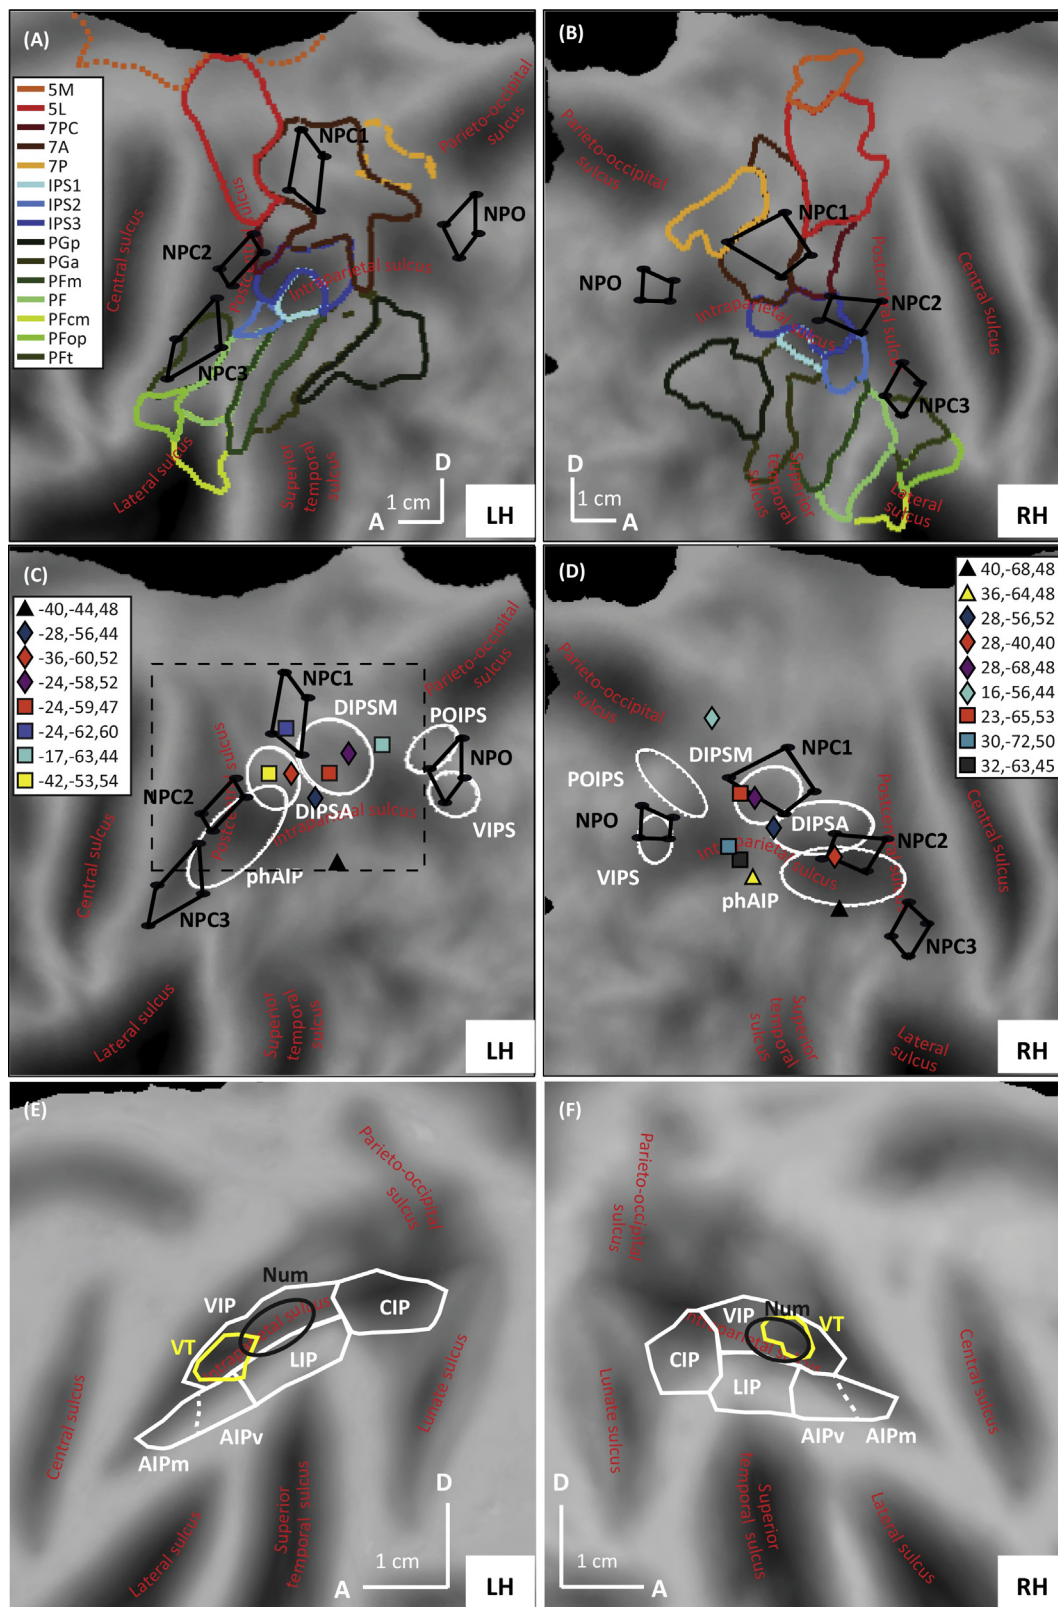 (A)
5M
5L
7PC
7A
7P
IPS1
IPS2
IPS3
PGp
PGa
PFm
PF
PFcm
PFop
PFt
NPC1
NPC2
NPC3
NPO
Parieto-occipital
sulcus
Central sulcus
Postcentral sulcus
Intraparietal sulcus
Lateral sulcus
Superior
temporal
sulcus
D
1 cm
A
LH
(B)
Parieto-occipital
sulcus
NPC1
NPO
NPC2
NPC3
Intraparietal sulcus
Postcentral sulcus
Central sulcus
Superior
temporal
sulcus
Lateral
sulcus
D
1 cm
A
RH
(C)
-40,-44,48
-28,-56,44
-36,-60,52
-24,-58,52
-24,-59,47
-24,-62,60
-17,-63,44
-42,-53,54
NPC1
DIPSM
POIPS
NPO
NPC2
DIPSA
VIPS
phAIP
NPC3
Parieto-occipital
sulcus
Central sulcus
Postcentral sulcus
Intraparietal sulcus
Lateral sulcus
Superior
temporal
sulcus
LH
(D)
40,-68,48
36,-64,48
28,-56,52
28,-40,40
28,-68,48
16,-56,44
23,-65,53
30,-72,50
32,-63,45
Parieto-occipital
sulcus
DIPSM
NPC1
POIPS
NPO
DIPSA
NPC2
VIPS
phAIP
NPC3
Intraparietal sulcus
Postcentral sulcus
Central sulcus
Superior
temporal
sulcus
Lateral
sulcus
RH
(E)
Parieto-occipital
sulcus
Num
VIP
CIP
VT
LIP
AIPv
AIPm
Intraparietal sulcus
Central sulcus
Lunate sulcus
Lateral sulcus
Superior
temporal sulcus
D
1 cm
A
LH
(F)
Parieto-occipital
sulcus
VIP
Num
VT
CIP
LIP
AIPv
AIPm
Intraparietal sulcus
Lunate sulcus
Central sulcus
Superior
temporal sulcus
Lateral sulcus
D
1 cm
A
RH